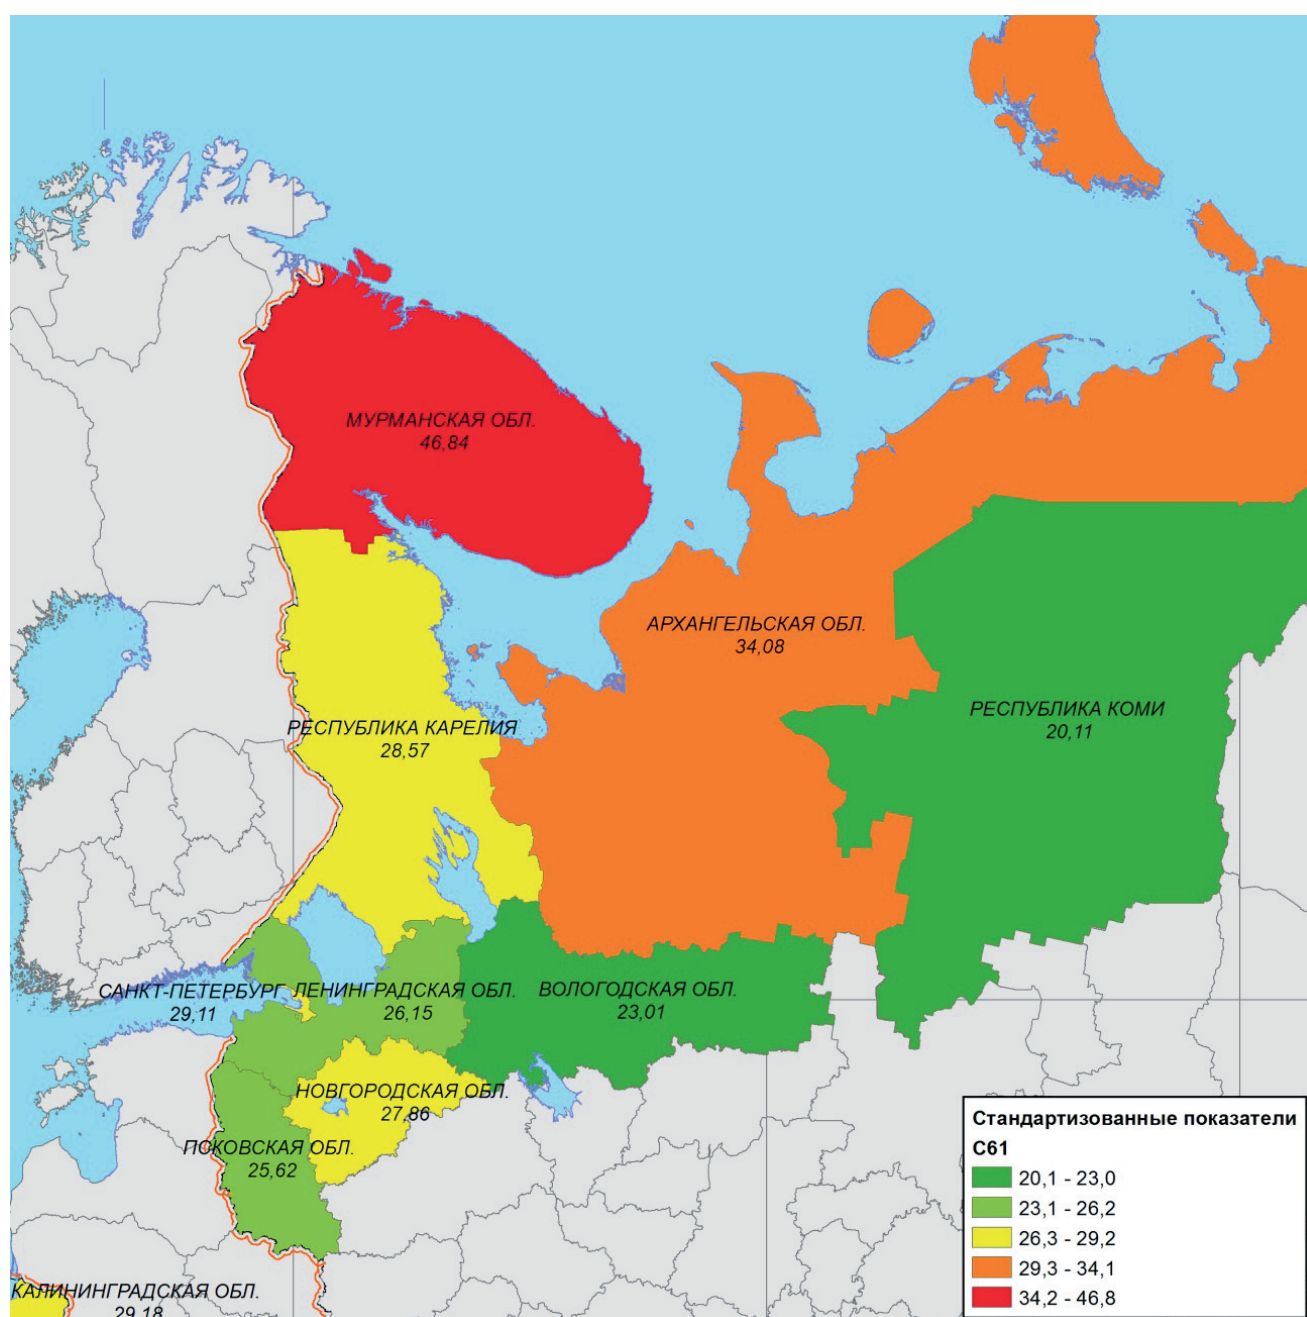 МУРМАНСКАЯ ОБЛ.
46,84
АРХАНГЕЛЬСКАЯ ОБЛ.
34,08
РЕСПУБЛИКА КОМИ
20,11
РЕСПУБЛИКА КАРЕЛИЯ
28,57
САНКТ-ПЕТЕРБУРГ
29,11
ЛЕНИНГРАДСКАЯ ОБЛ.
26,15
ВОЛОГОДСКАЯ ОБЛ.
23,01
НОВГОРОДСКАЯ ОБЛ.
27,86
ПСКОВСКАЯ ОБЛ.
25,62
КАЛИНИНГРАДСКАЯ ОБЛ.
29,18
Стандартизованные показатели
С61
20,1 - 23,0
23,1 - 26,2
26,3 - 29,2
29,3 - 34,1
34,2 - 46,8